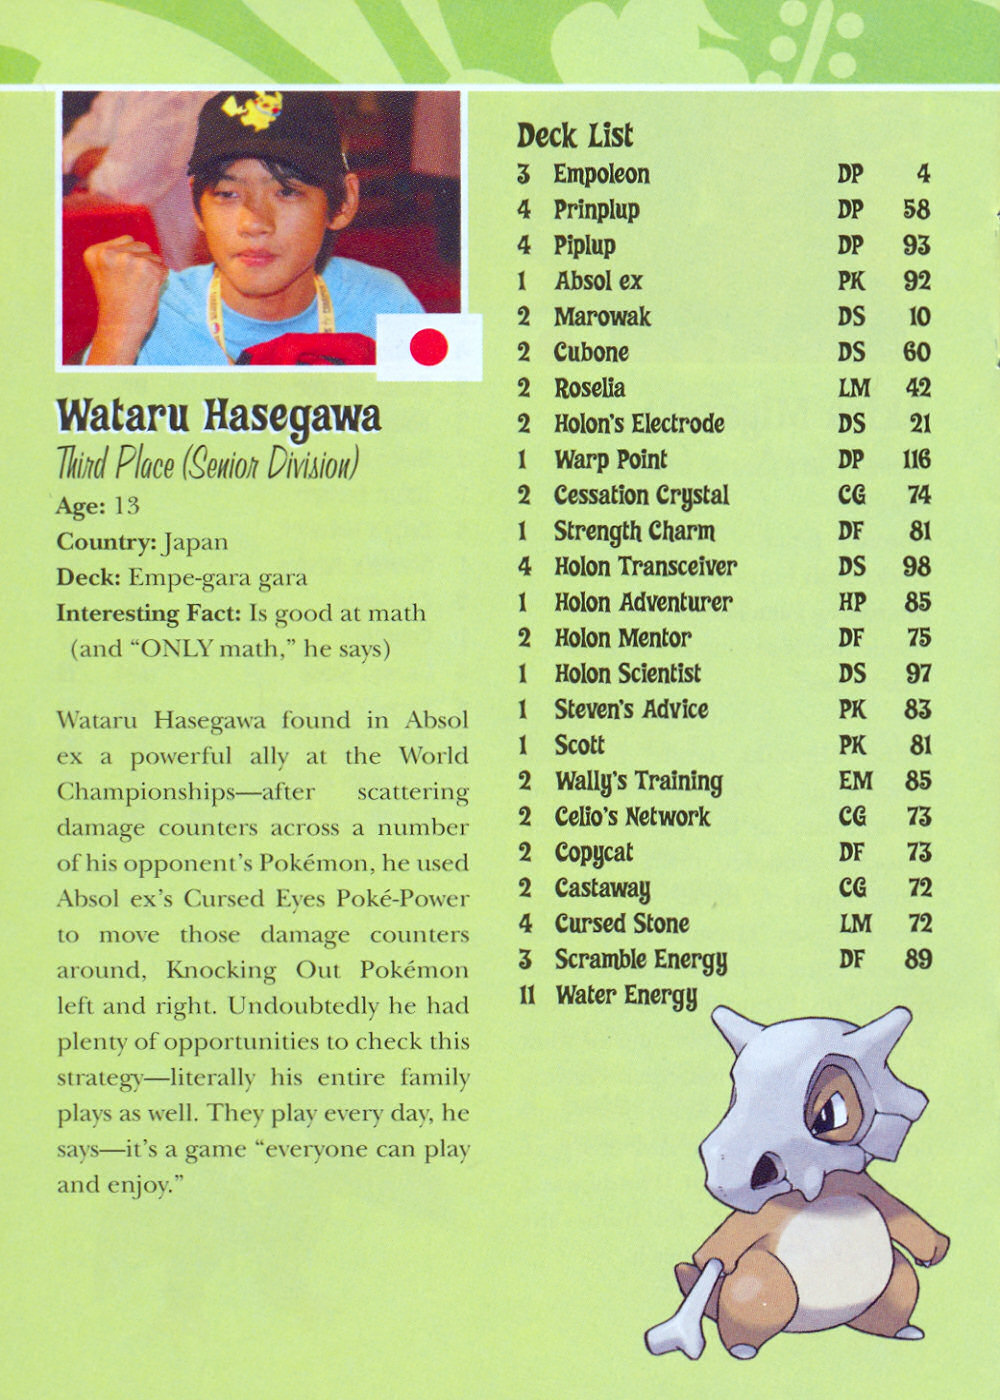 Wataru Hasegawa
Third Place (Senior Division)
Age: 13
Country: Japan
Deck: Empe-gara gara
Interesting Fact: Is good at math
(and “ONLY math,” he says)
Wataru Hasegawa found in Absol
ex a powerful ally at the World
Championships—after scattering
damage counters across a number
of his opponent’s Pokémon, he used
Absol ex’s Cursed Eyes Poké-Power
to move those damage counters
around, Knocking Out Pokémon
left and right. Undoubtedly he had
plenty of opportunities to check this
strategy—literally his entire family
plays as well. They play every day, he
says—it’s a game “everyone can play
and enjoy.”
Deck List
3 Empoleon DP 4
4 Prinplup DP 58
4 Piplup DP 93
1 Absol ex PK 92
2 Marowak DS 10
2 Cubone DS 60
2 Roselia LM 42
2 Holon's Electrode DS 21
1 Warp Point DP 116
2 Cessation Crystal CG 74
1 Strength Charm DF 81
4 Holon Transceiver DS 98
1 Holon Adventurer HP 85
2 Holon Mentor DF 75
1 Holon Scientist DS 97
1 Steven's Advice PK 83
1 Scott PK 81
2 Wally's Training EM 85
2 Celio's Network CG 73
2 Copycat DF 73
2 Castaway CG 72
4 Cursed Stone LM 72
3 Scramble Energy DF 89
11 Water Energy